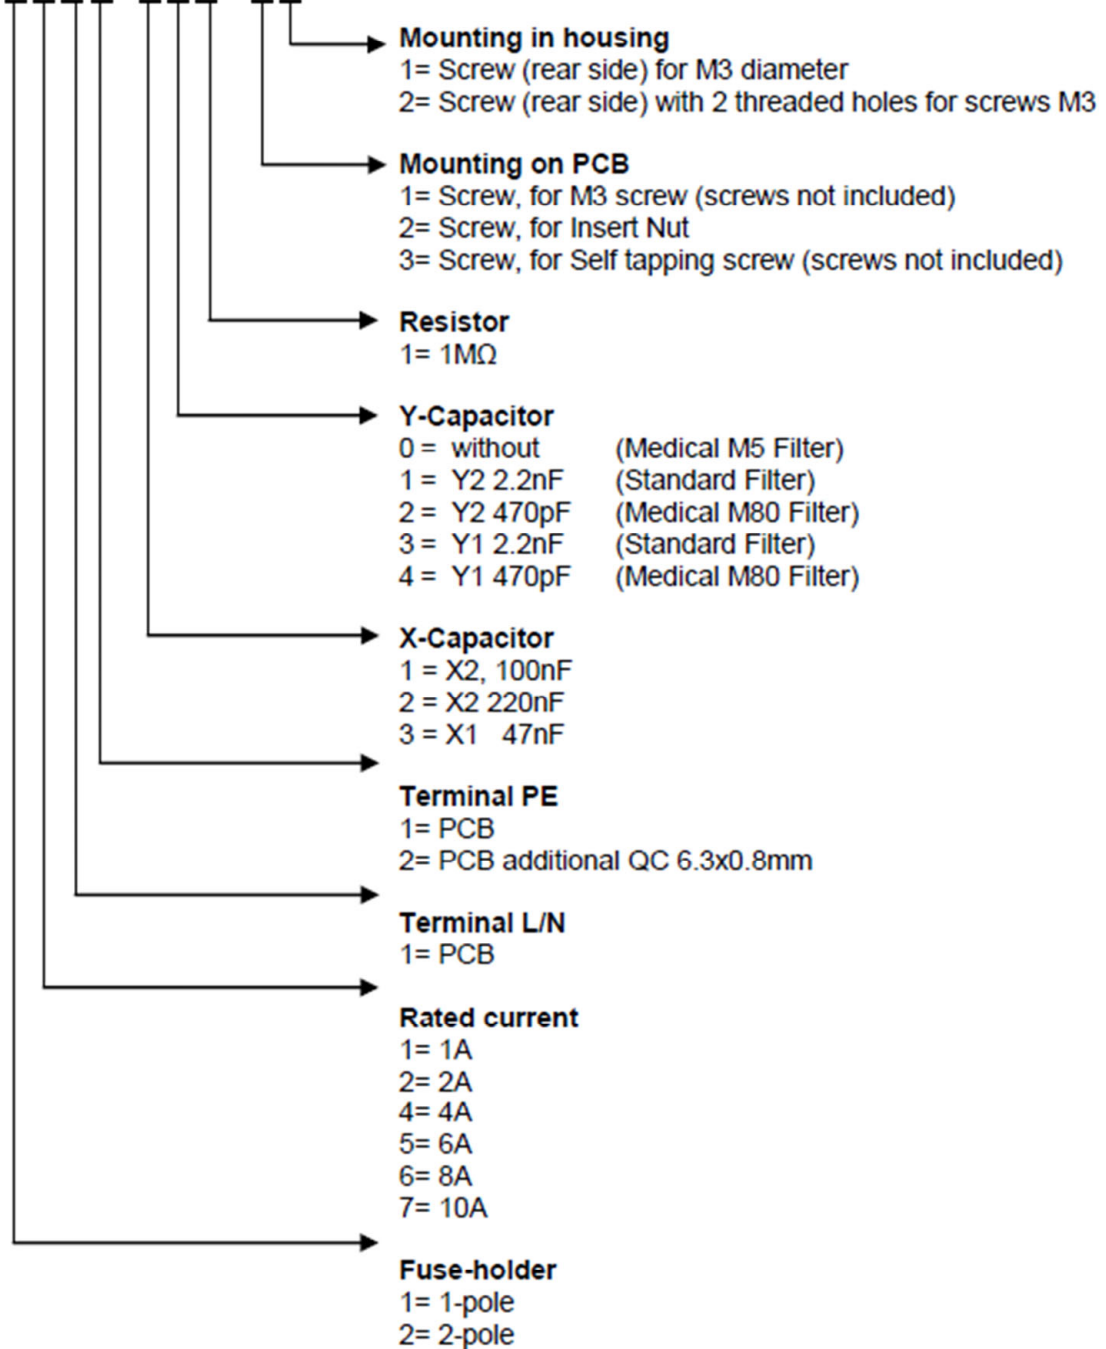 Mounting in housing
1= Screw (rear side) for M3 diameter
2= Screw (rear side) with 2 threaded holes for screws M3
Mounting on PCB
1= Screw, for M3 screw (screws not included)
2= Screw, for Insert Nut
3= Screw, for Self tapping screw (screws not included)
Resistor
1= 1MΩ
Y-Capacitor
0 = without (Medical M5 Filter)
1 = Y2 2.2nF (Standard Filter)
2 = Y2 470pF (Medical M80 Filter)
3 = Y1 2.2nF (Standard Filter)
4 = Y1 470pF (Medical M80 Filter)
X-Capacitor
1 = X2, 100nF
2 = X2 220nF
3 = X1 47nF
Terminal PE
1= PCB
2= PCB additional QC 6.3x0.8mm
Terminal L/N
1= PCB
Rated current
1= 1A
2= 2A
4= 4A
5= 6A
6= 8A
7= 10A
Fuse-holder
1= 1-pole
2= 2-pole